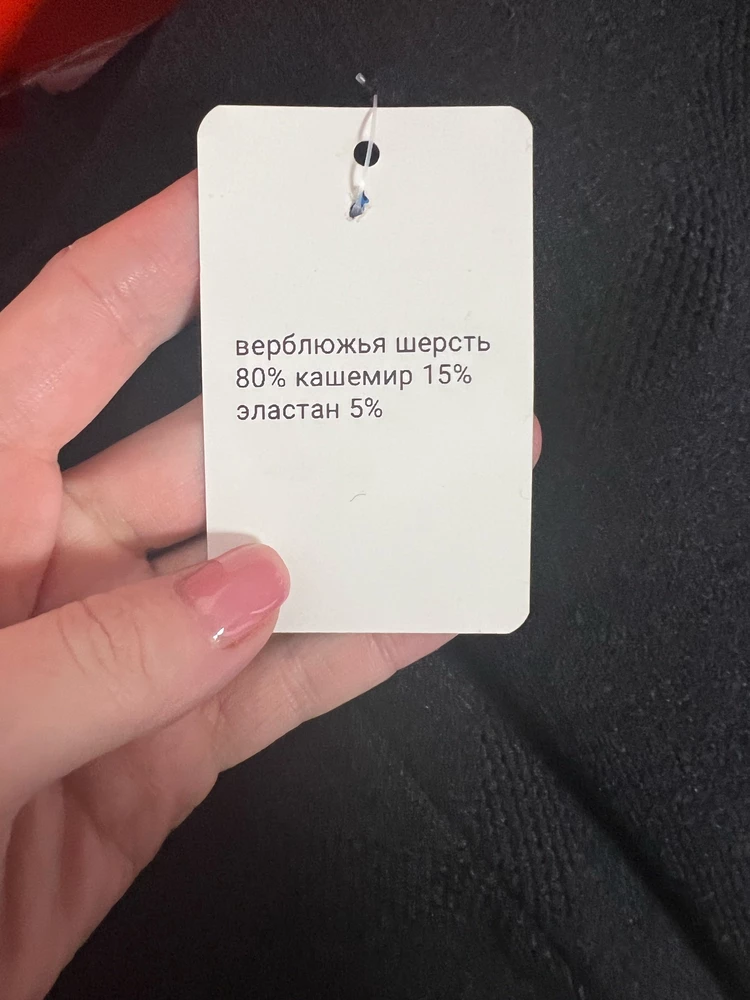 верблюжья шерсть
80% кашемир 15%
эластан 5%